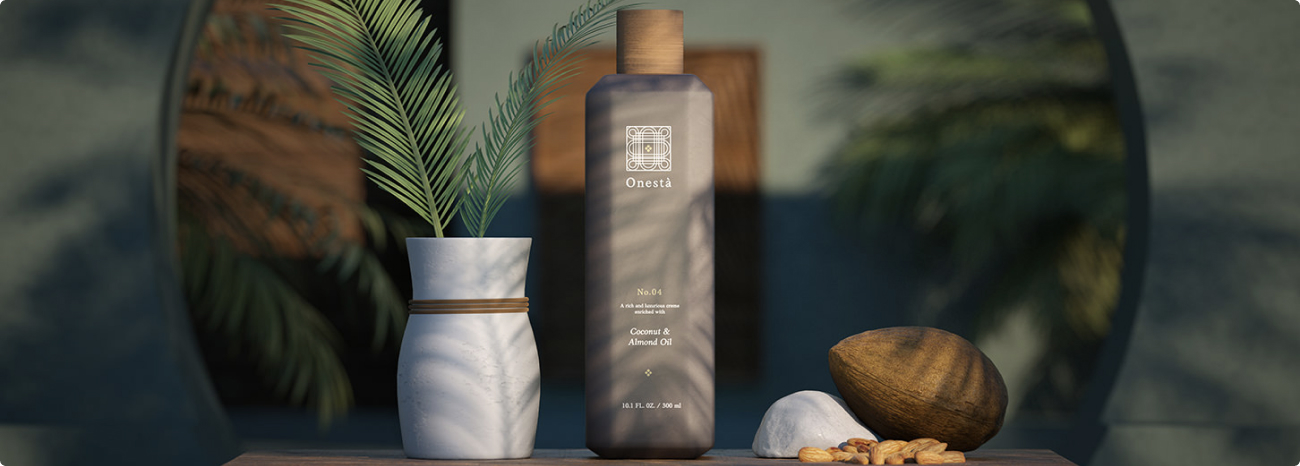 Onestà
No.04
A rich and luxurious creme
enriched with
Coconut &
Almond Oil
10.1 FL. OZ. / 300 ml